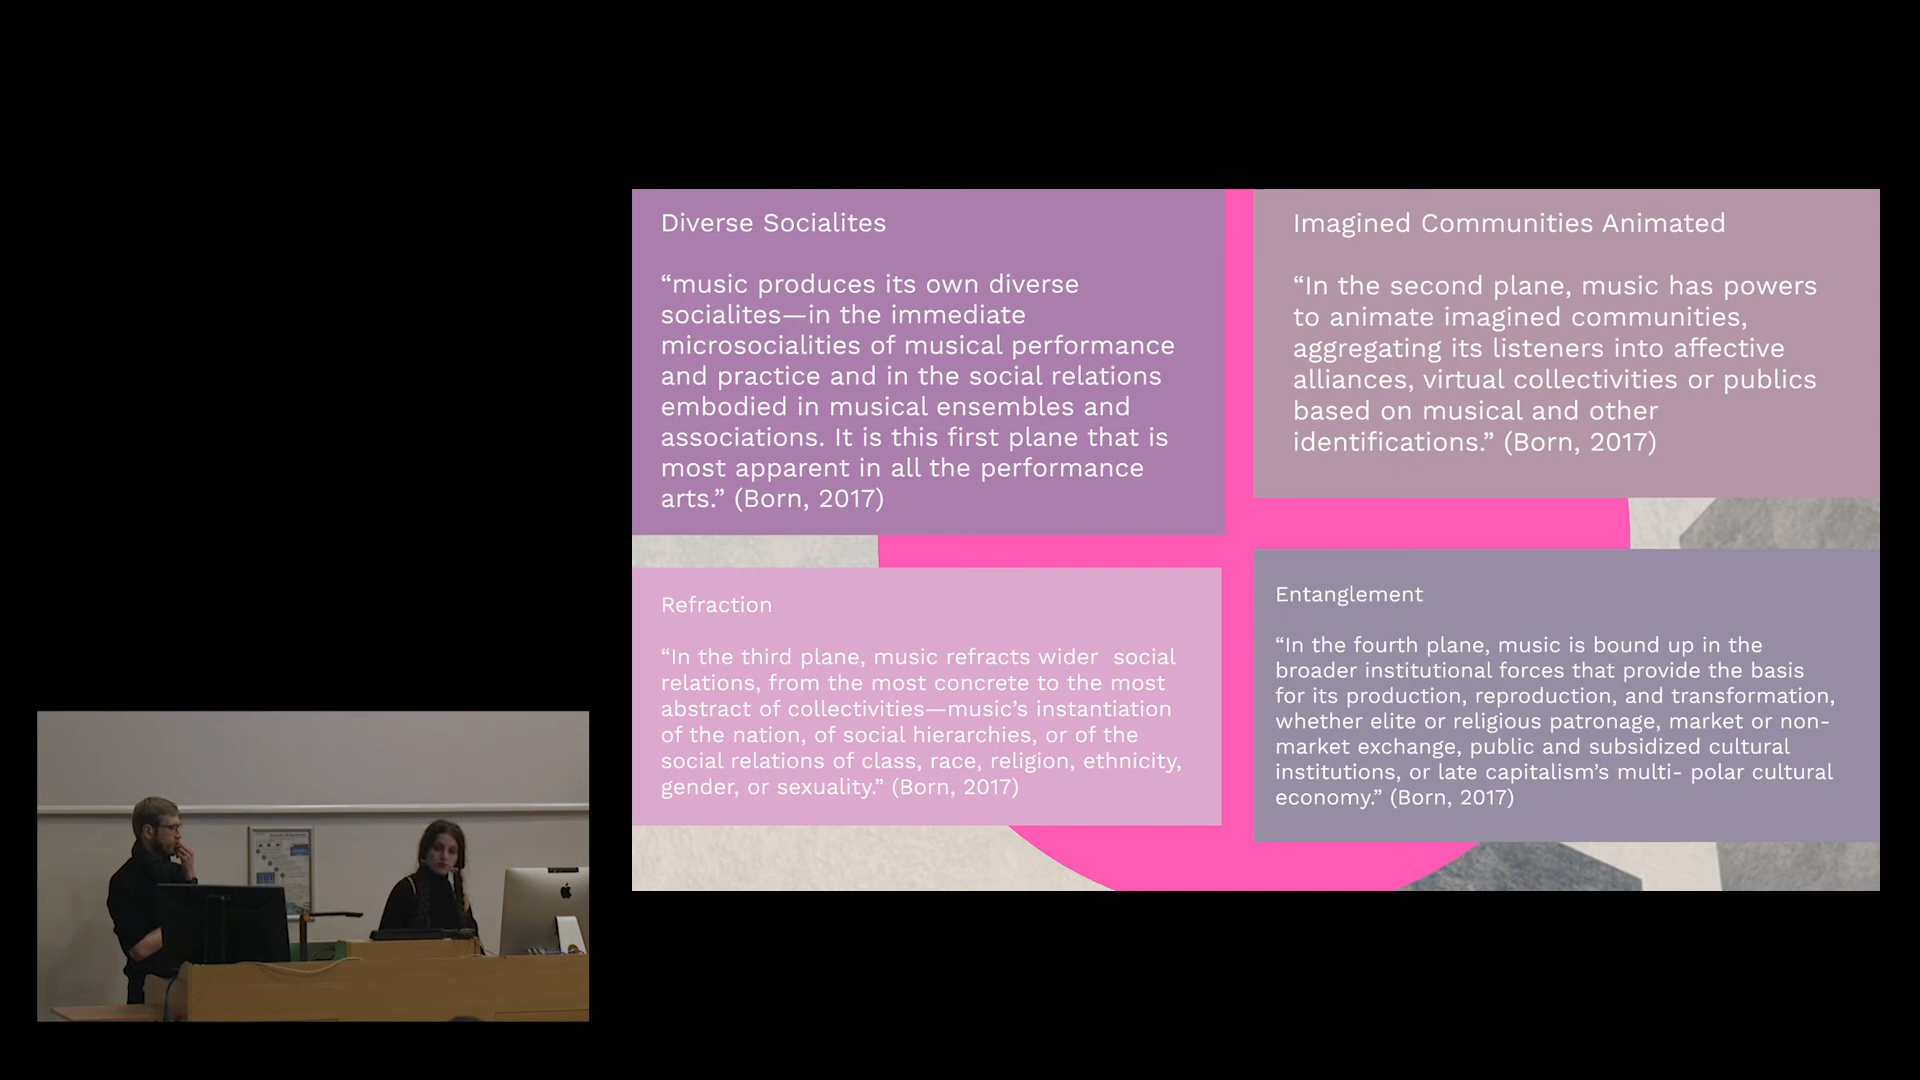 Diverse Socialites
“music produces its own diverse
socialites—in the immediate
microsocialities of musical performance
and practice and in the social relations
embodied in musical ensembles and
associations. It is this first plane that is
most apparent in all the performance
arts.” (Born, 2017)
Imagined Communities Animated
“In the second plane, music has powers
to animate imagined communities,
aggregating its listeners into affective
alliances, virtual collectivities or publics
based on musical and other
identifications.” (Born, 2017)
Refraction
“In the third plane, music refracts wider  social
relations, from the most concrete to the most
abstract of collectivities—music’s instantiation
of the nation, of social hierarchies, or of the
social relations of class, race, religion, ethnicity,
gender, or sexuality.” (Born, 2017)
Entanglement
“In the fourth plane, music is bound up in the
broader institutional forces that provide the basis
for its production, reproduction, and transformation,
whether elite or religious patronage, market or non-
market exchange, public and subsidized cultural
institutions, or late capitalism’s multi- polar cultural
economy.” (Born, 2017)